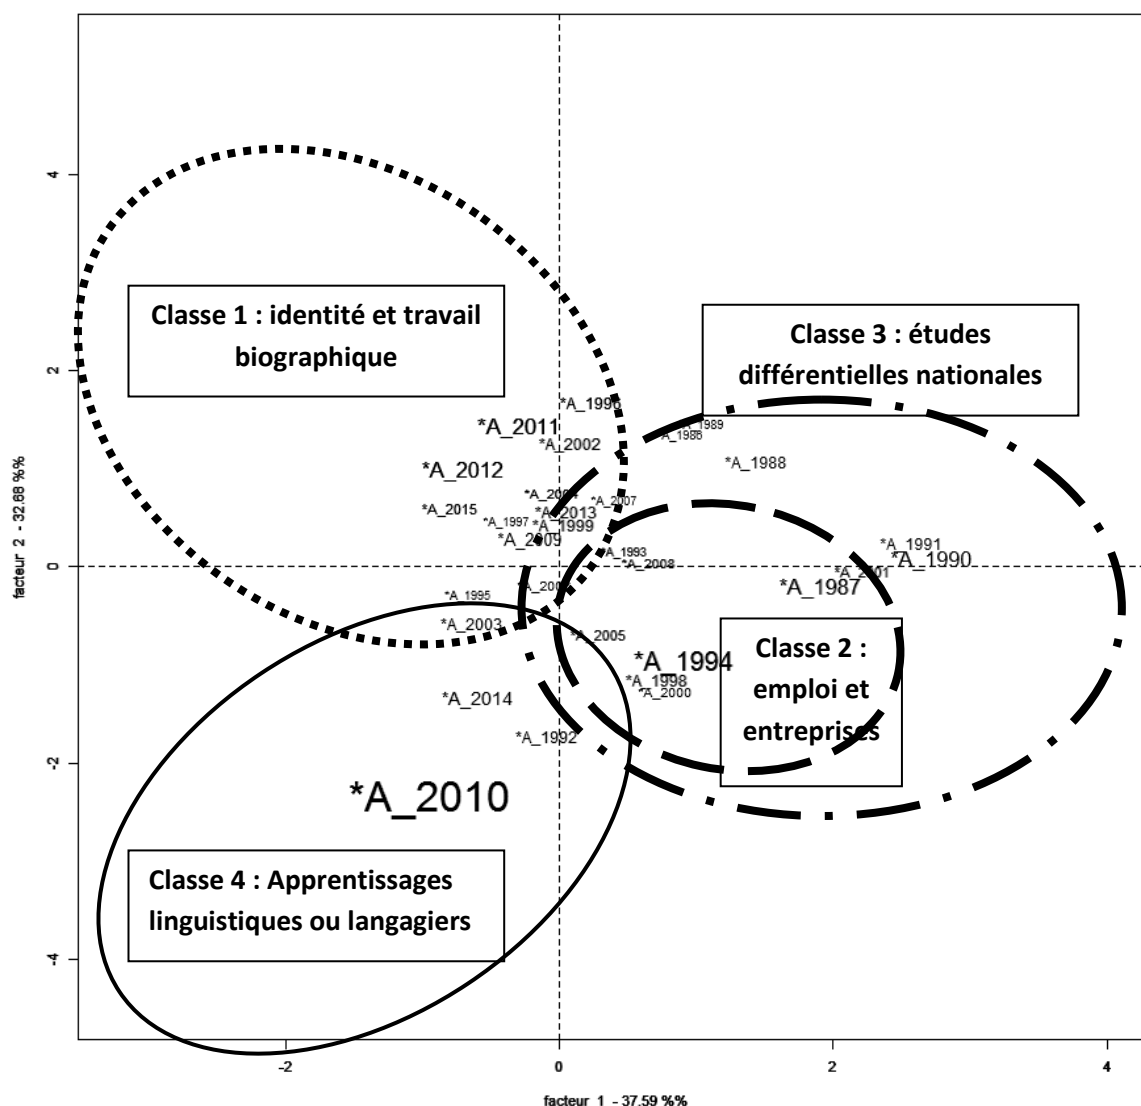 4
2
0
-2
-4
facteur 2 - 32.88 %%
Classe 1 : identité et travail
biographique
Classe 3 : études
différentielles nationales
*A_1996
*A_2011
*A_1989
*A_2002
*A_1988
*A_2012
*A_2007
*A_2015
*A_2013
*A_1997
*A_1999
*A_2009
*A_1991
*A_1993
*A_1990
*A_2008
*A_2001
*A_1987
*A_1995
*A_2003
*A_2005
*A_1994
Classe 2 :
emploi et
entreprises
*A_1998
*A_2000
*A_2014
*A_1992
*A_2010
Classe 4 : Apprentissages
linguistiques ou langagiers
-2
0
2
4
facteur 1 - 37.59 %%